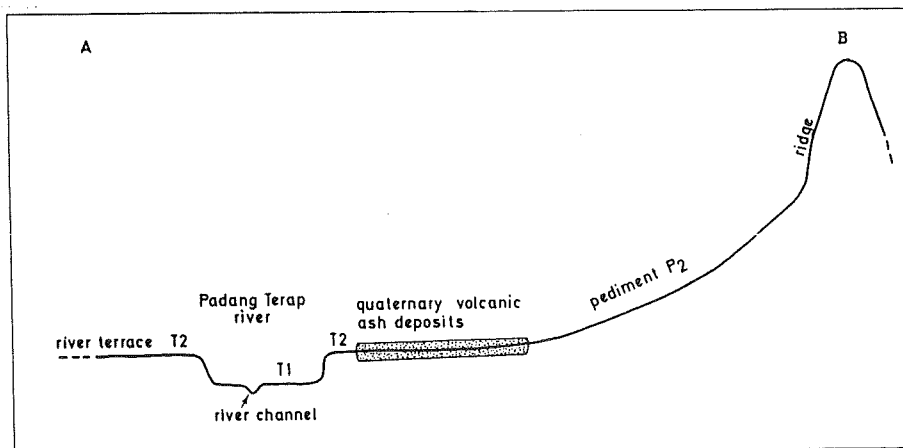 A
B
ridge
pediment P2
Padang Terap
river
quaternary volcanic
ash deposits
river terrace T2
T2
T1
river channel